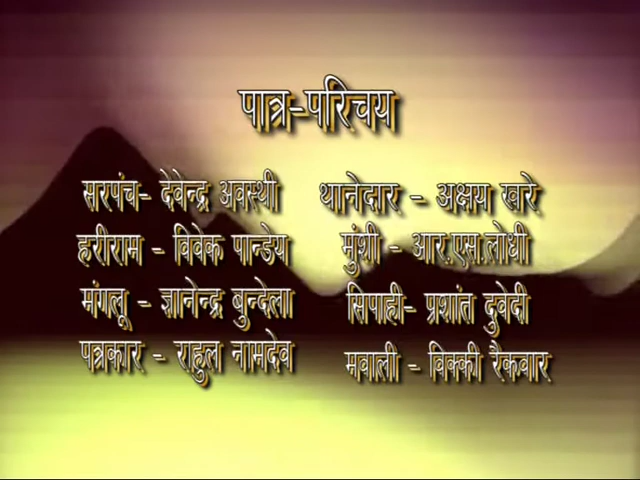 पात्र-परिचय
सरपंच- देवेन्द्र अवस्थी
हरीराम - विवेक पान्डेय
मंगलू - ज्ञानेन्द्र बुन्देला
पत्रकार - राहुल नामदेव
थानेदार - अक्षय खरे
मुंशी - आर.एस.लोधी
सिपाही- प्रशांत दुवेदी
मवाली - विक्की रैकवार